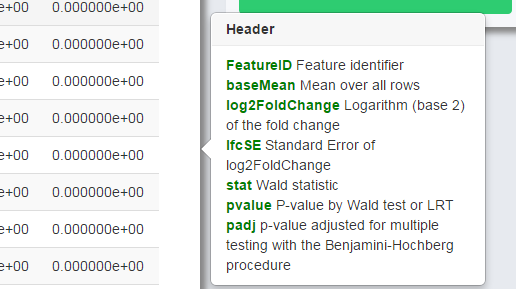 e+00 0.000000e+00
e+00 0.000000e+00
e+00 0.000000e+00
e+00 0.000000e+00
e+00 0.000000e+00
e+00 0.000000e+00
e+00 0.000000e+00
e+00 0.000000e+00
Header
FeatureID Feature identifier
baseMean Mean over all rows
log2FoldChange Logarithm (base 2)
of the fold change
lfcSE Standard Error of
log2FoldChange
stat Wald statistic
pvalue P-value by Wald test or LRT
padj p-value adjusted for multiple
testing with the Benjamini-Hochberg
procedure